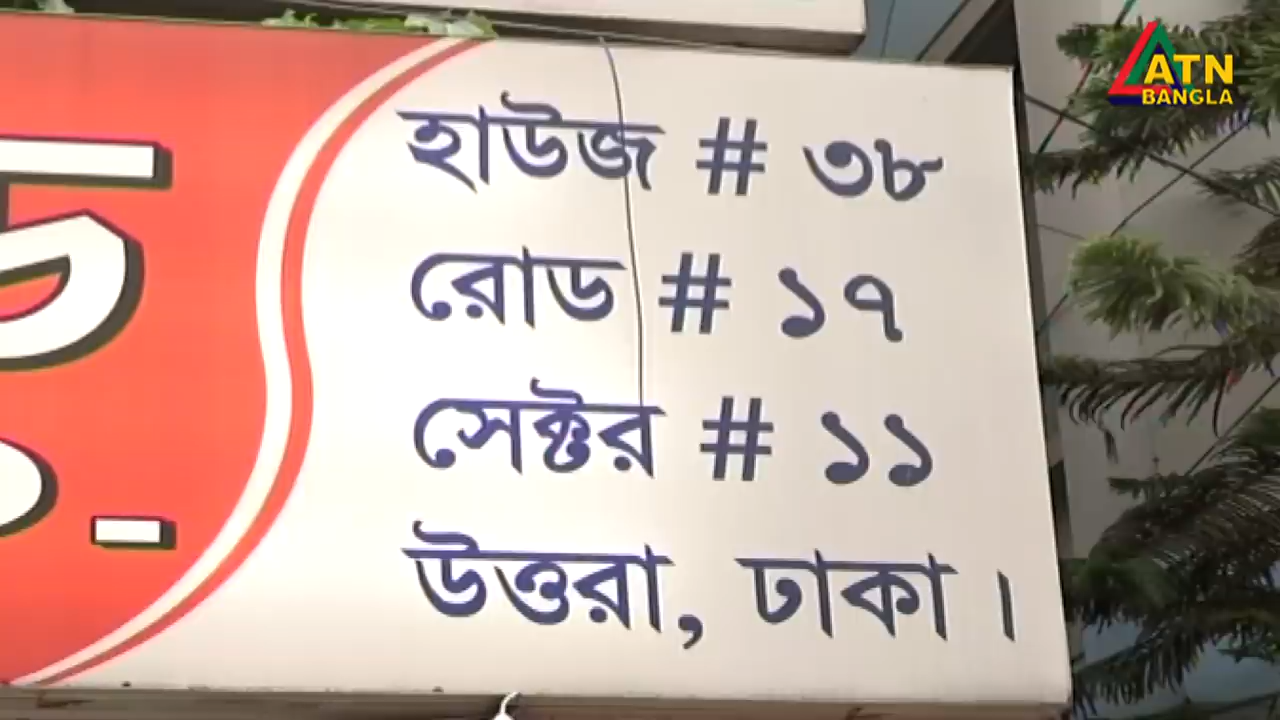 ATN
BANGLA
হাউজ # ৩৮
রোড # ১৭
সেক্টর # ১১
উত্তরা, ঢাকা।